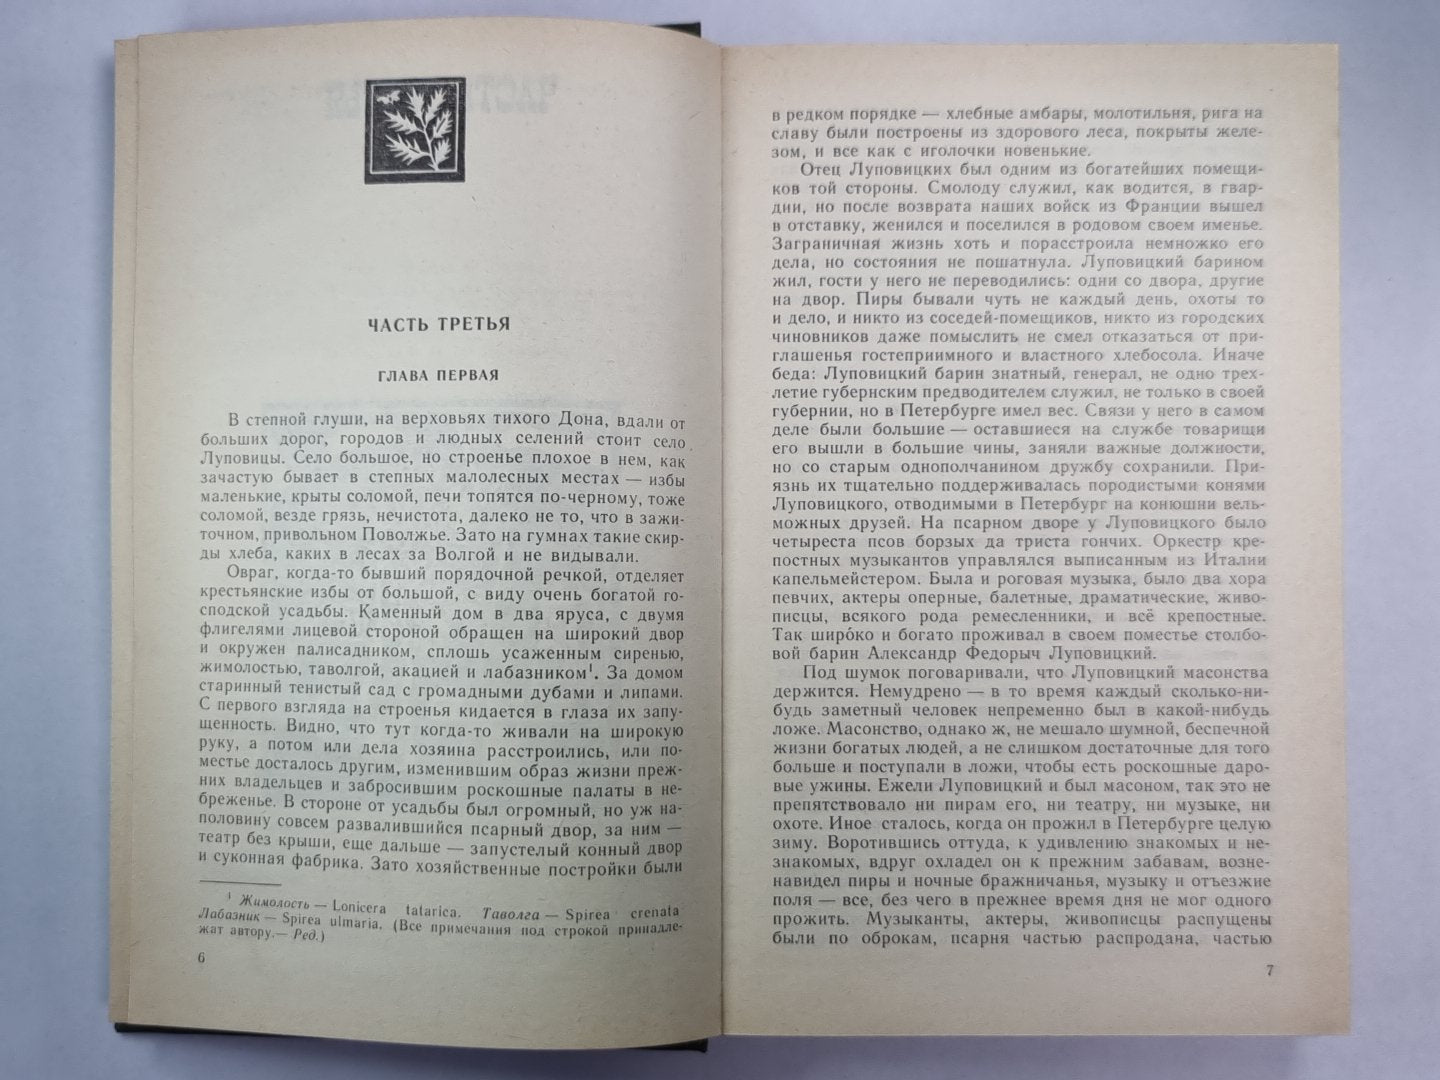 ЧАСТЬ ТРЕТЬЯ
ГЛАВА ПЕРВАЯ
В степной глуши, на верховьях тихого Дона, вдали от
больших дорог, городов и людных селений стоит село
Луповицы. Село большое, но строенье плохое в нем, как
зачастую бывает в степных малолесных местах — избы
маленькие, крыты соломой, печи топятся по-черному, тоже
соломой, везде грязь, нечистота, далеко не то, что в зажи-
точном, привольном Поволжье. Зато на гумнах такие скир-
ды хлеба, каких в лесах за Волгой и не видывали.
Овраг, когда-то бывший порядочной речкой, отделяет
крестьянские избы от большой, с виду очень богатой го-
сподской усадьбы. Каменный дом в два яруса, с двумя
флигелями лицевой стороной обращен на широкий двор
и окружен палисадником, сплошь усаженным сиренью,
жимолостью, таволгой, акацией и лабазником¹. За домом
старинный тенистый сад с громадными дубами и липами.
С первого взгляда на строенья кидается в глаза их запу-
щенность. Видно, что тут когда-то живали на широкую
руку, а потом или дела хозяина расстроились, или по-
местье досталось другим, изменившим образ жизни преж-
них владельцев и забросившим роскошные палаты в не-
бреженье. В стороне от усадьбы был огромный, но уж на-
половину совсем развалившийся псарный двор, за ним —
театр без крыши, еще дальше — запустелый конный двор
и суконная фабрика. Зато хозяйственные постройки были
¹ Жимолость — Lonicera tatarica. Таволга — Spirea crenata
Лабазник — Spirea ulmaria. (Все примечания под строкой принадле-
жат автору.— Ред.)
6
в редком порядке — хлебные амбары, молотильня, рига на
славу были построены из здорового леса, покрыты желе-
зом, и все как с иголочки новенькие.
Отец Луповицких был одним из богатейших помещи-
ков той стороны. Смолоду служил, как водится, в гвар-
дии, но после возврата наших войск из Франции вышел
в отставку, женился и поселился в родовом своем именье.
Заграничная жизнь хоть и порасстроила немножко его
дела, но состояния не пошатнула. Луповицкий барином
жил, гости у него не переводились: одни со двора, другие
на двор. Пиры бывали чуть не каждый день, охоты то
и дело, и никто из соседей-помещиков, никто из городских
чиновников даже помыслить не смел отказаться от при-
глашенья гостеприимного и властного хлебосола. Иначе
беда: Луповицкий барин знатный, генерал, не одно трех-
летие губернским предводителем служил, не только в своей
губернии, но в Петербурге имел вес. Связи у него в самом
деле были большие — оставшиеся на службе товарищи
его вышли в большие чины, заняли важные должности,
но со старым однополчанином дружбу сохранили. При-
язнь их тщательно поддерживалась породистыми конями
Луповицкого, отводимыми в Петербург на конюшни вель-
можных друзей. На псарном дворе у Луповицкого было
четыреста псов борзых да триста гончих. Оркестр кре-
постных музыкантов управлялся выписанным из Италии
капельмейстером. Была и роговая музыка, было два хора
певчих, актеры оперные, балетные, драматические, живо-
писцы, всякого рода ремесленники, и всё крепостные.
Так широ́ко и богато проживал в своем поместье столбо-
вой барин Александр Федорыч Луповицкий.
Под шумок поговаривали, что Луповицкий масонства
держится. Немудрено — в то время каждый сколько-ни-
будь заметный человек непременно был в какой-нибудь
ложе. Масонство, однако ж, не мешало шумной, беспечной
жизни богатых людей, а не слишком достаточные для того
больше и поступали в ложи, чтобы есть роскошные даро-
вые ужины. Ежели Луповицкий и был масоном, так это не
препятствовало ни пирам его, ни театру, ни музыке, ни
охоте. Иное сталось, когда он прожил в Петербурге целую
зиму. Воротившись оттуда, к удивлению знакомых и не-
знакомых, вдруг охладел он к прежним забавам, возне-
навидел пиры и ночные бражничанья, музыку и отъезжие
поля — все, без чего в прежнее время дня не мог одного
прожить. Музыканты, актеры, живописцы распущены
были по оброкам, псарня частью распродана, частью
7